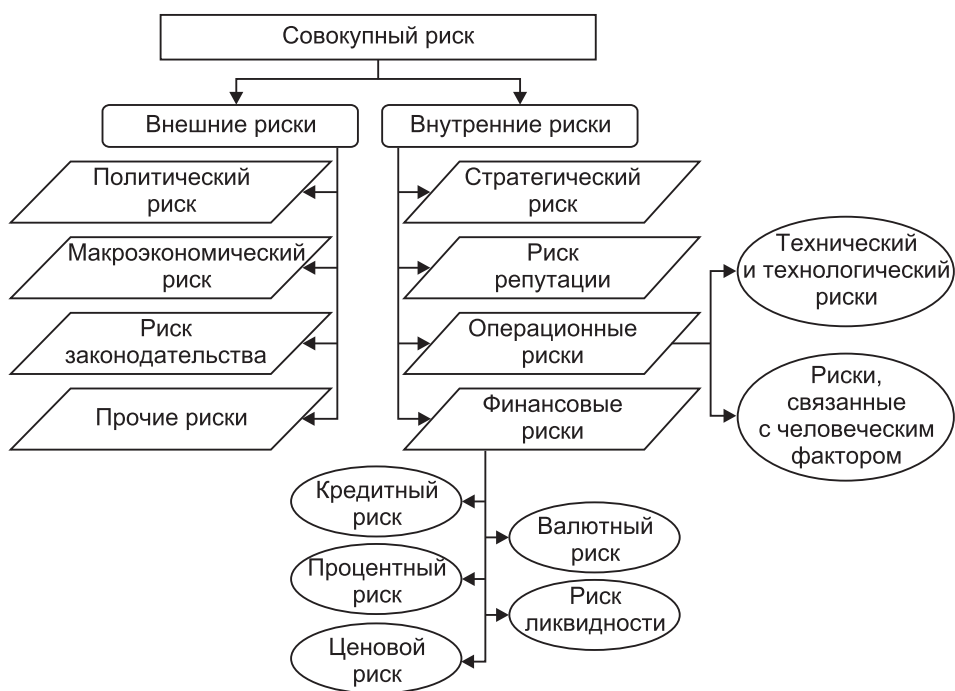 Совокупный риск
Внешние риски
Внутренние риски
Политический
риск
Макроэкономический
риск
Риск
законодательства
Прочие риски
Стратегический
риск
Риск
репутации
Операционные
риски
Финансовые
риски
Технический
и технологический
риски
Риски,
связанные
с человеческим
фактором
Кредитный
риск
Валютный
риск
Процентный
риск
Риск
ликвидности
Ценовой
риск